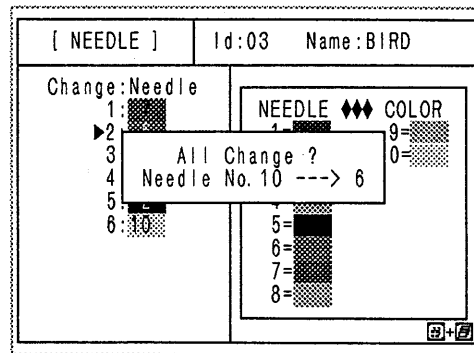 [ NEEDLE ] Id:03 Name:BIRD
Change:Needle
1:
▶2
3
4
5:
6:10
All Change ?
Needle No.10 ---> 6
NEEDLE ♦♦♦ COLOR
1=
9=
0=
5=
6=
7=
8=
+